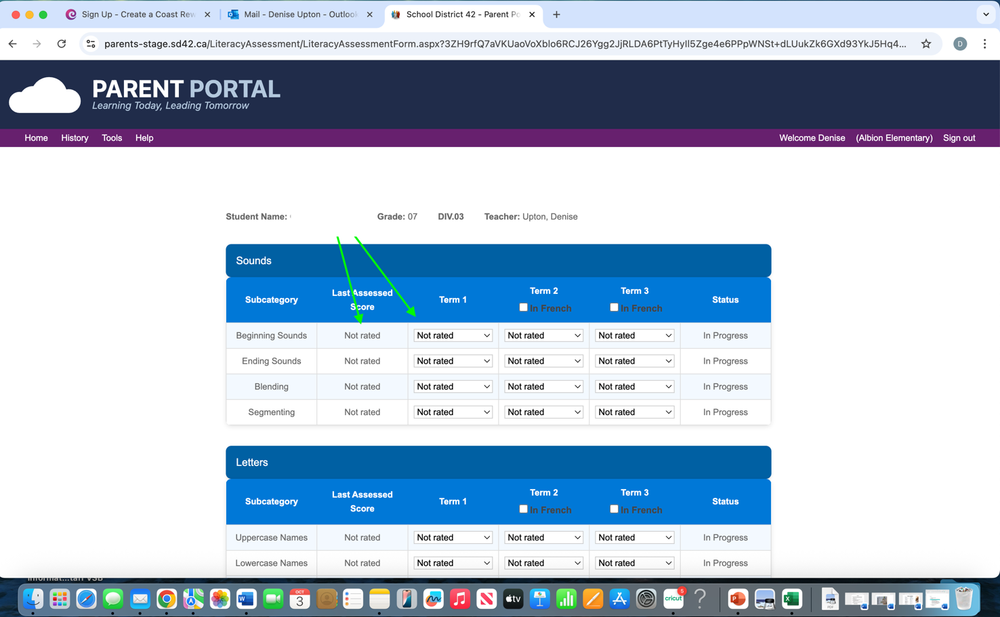 Sign Up - Create a Coast Rew
Mail - Denise Upton - Outlook
School District 42 - Parent Po
parents-stage.sd42.ca/LiteracyAssessment/LiteracyAssessmentForm.aspx?3ZH9rfQ7aVKUaoVoXblo6RCJ26Ygg2JjRLDA6PtTyHyIl5Zge4e6PPpWNSt+dLUukZk6GXd93YkJ5Hq4...
D
PARENT PORTAL
Learning Today, Leading Tomorrow
Home History Tools Help Welcome Denise (Albion Elementary) Sign out
Student Name: Grade: 07 DIV.03 Teacher: Upton, Denise
Sounds
Subcategory Last Assessed Score Term 1 Term 2 In French Term 3 In French Status
Beginning Sounds Not rated Not rated Not rated Not rated In Progress
Ending Sounds Not rated Not rated Not rated Not rated In Progress
Blending Not rated Not rated Not rated Not rated In Progress
Segmenting Not rated Not rated Not rated Not rated In Progress
Letters
Subcategory Last Assessed Score Term 1 Term 2 In French Term 3 In French Status
Uppercase Names Not rated Not rated Not rated Not rated In Progress
Lowercase Names Not rated Not rated Not rated Not rated In Progress
OCT
3
tv
cricut
5